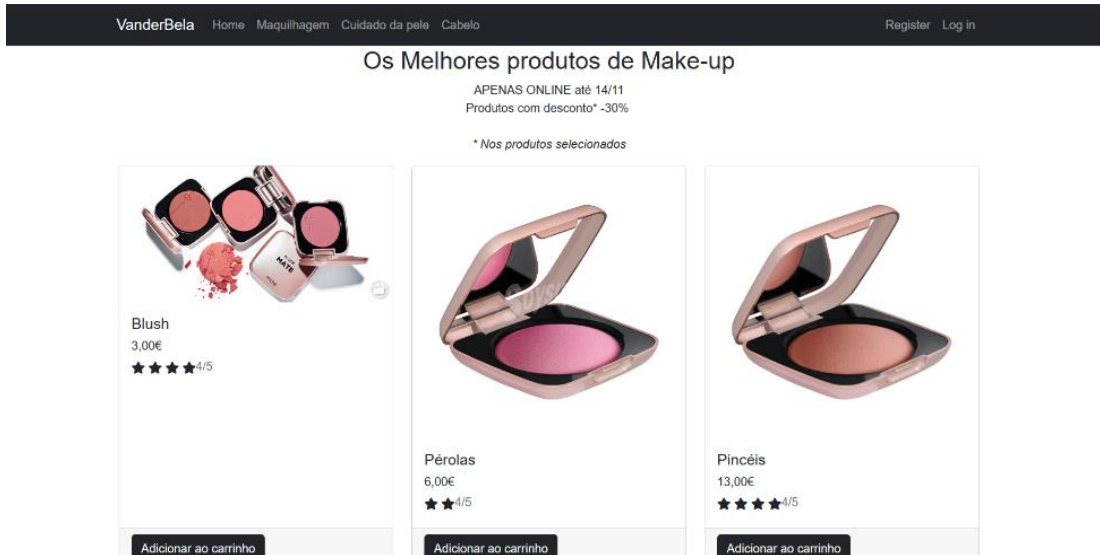 VanderBela Home Maquilhagem Cuidado da pele Cabelo Register Log in
Os Melhores produtos de Make-up
APENAS ONLINE até 14/11
Produtos com desconto* -30%
* Nos produtos selecionados
MATE
Blush
3,00€
4/5
Adicionar ao carrinho
Pérolas
6,00€
4/5
Adicionar ao carrinho
Pincéis
13,00€
4/5
Adicionar ao carrinho